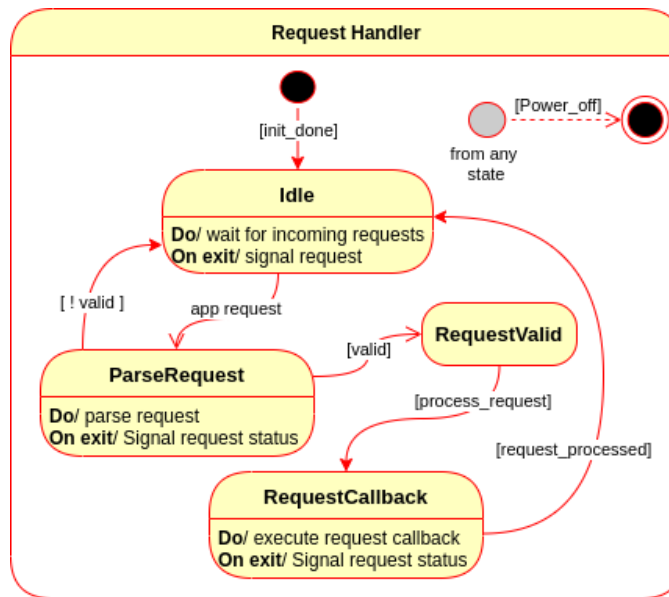 Request Handler
[init_done]
[Power_off]
from any
state
Idle
Do/ wait for incoming requests
On exit/ signal request
[ ! valid ]
app request
[valid]
RequestValid
ParseRequest
Do/ parse request
On exit/ Signal request status
[process_request]
[request_processed]
RequestCallback
Do/ execute request callback
On exit/ Signal request status